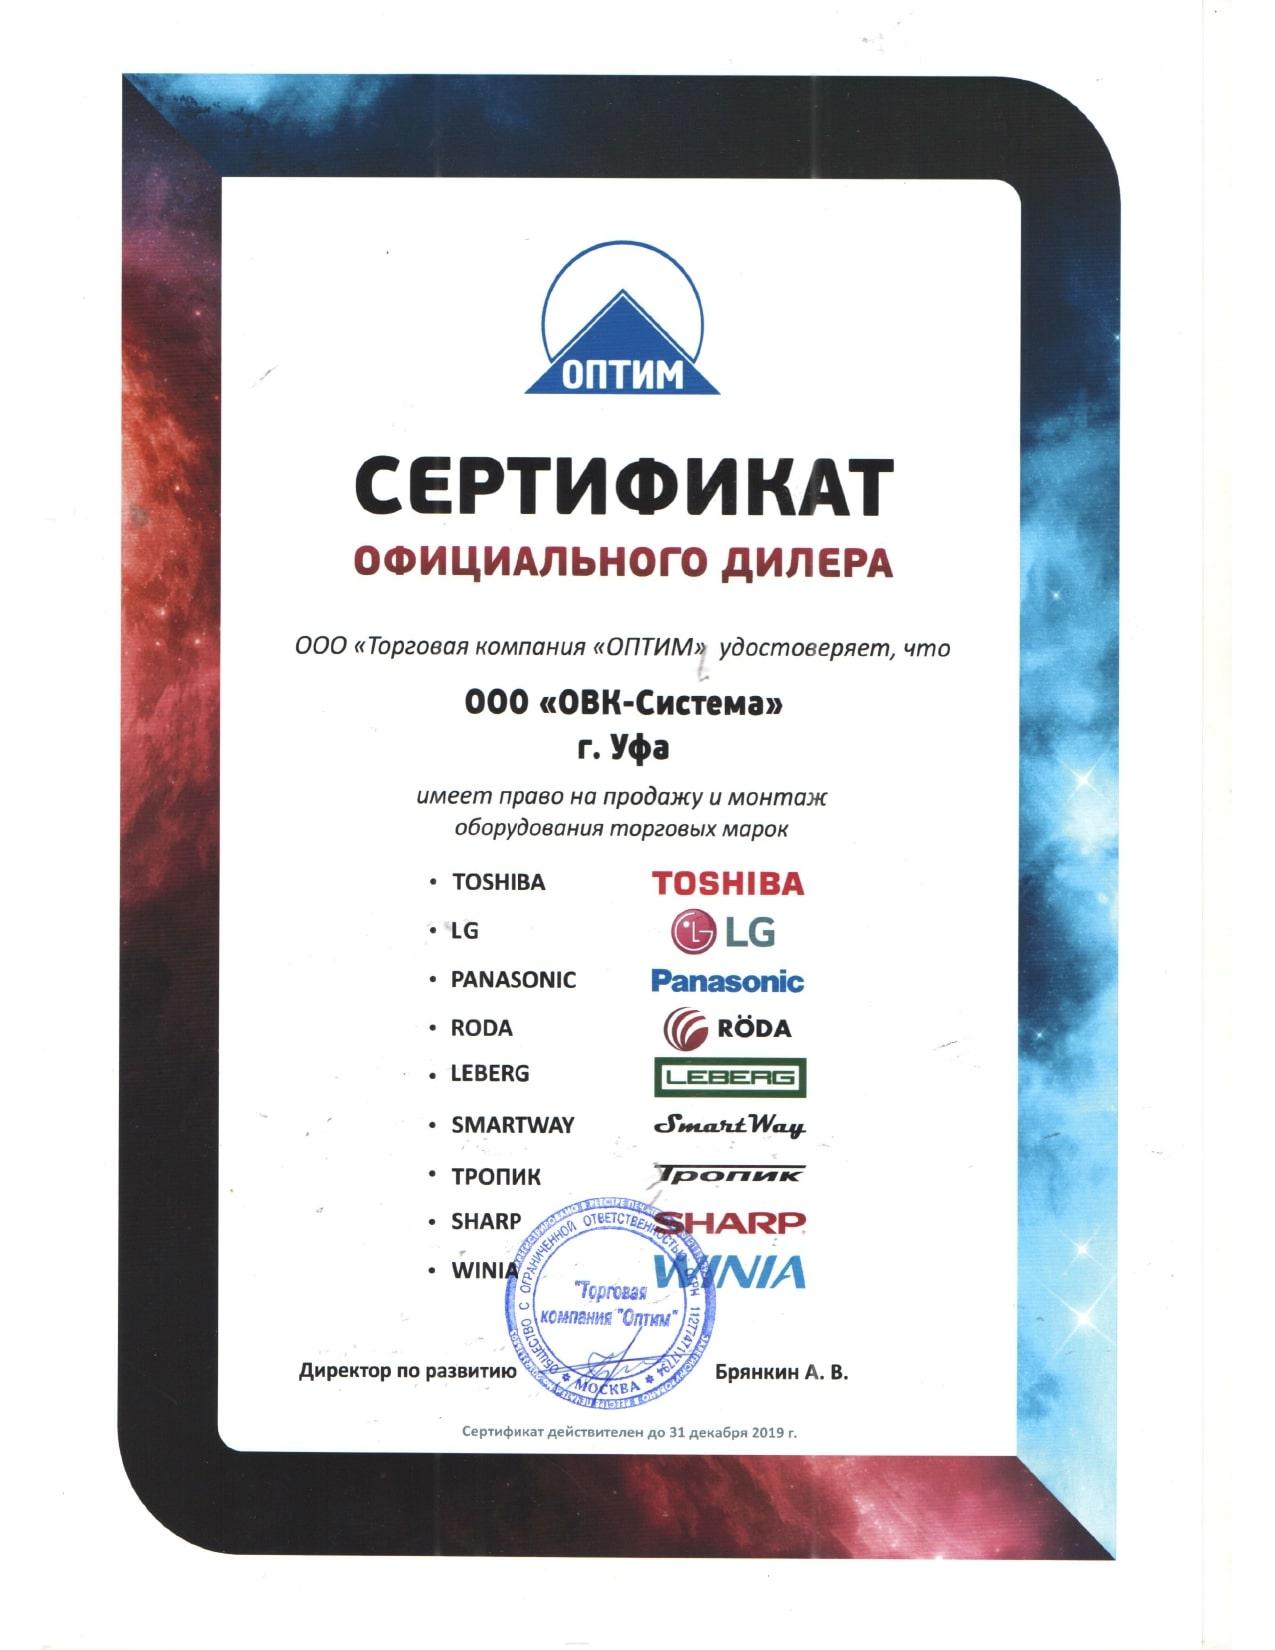 ОПТИМ
СЕРТИФИКАТ
ОФИЦИАЛЬНОГО ДИЛЕРА
ООО «Торговая компания «ОПТИМ» удостоверяет, что
ООО «ОВК-Система»
г. Уфа
имеет право на продажу и монтаж
оборудования торговых марок
• TOSHIBA TOSHIBA
• LG LG
• PANASONIC Panasonic
• RODA RÖDA
• LEBERG LEBERG
• SMARTWAY SmartWay
• ТРОПИК Тропик
• SHARP SHARP
• WINIA WINIA
ОБЩЕСТВО С ОГРАНИЧЕННОЙ ОТВЕТСТВЕННОСТЬЮ ОГРН 1127747117794
"Торговая
компания "Оптим"
* МОСКВА *
Директор по развитию Брянкин А. В.
Сертификат действителен до 31 декабря 2019 г.